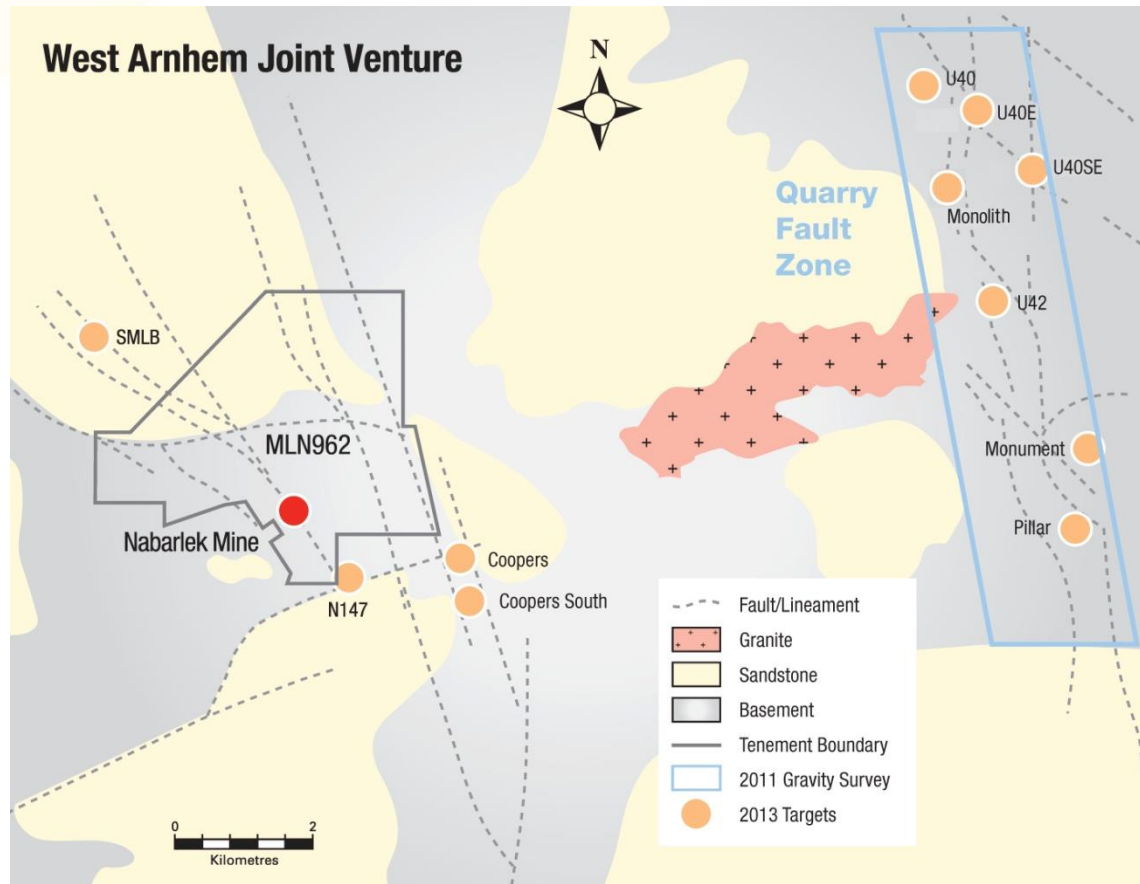 West Arnhem Joint Venture
N
U40
U40E
U40SE
Quarry
Fault
Zone
Monolith
U42
SMLB
MLN962
Monument
Nabarlek Mine
Pillar
Coopers
N147
Coopers South
Fault/Lineament
Granite
Sandstone
Basement
Tenement Boundary
2011 Gravity Survey
2013 Targets
0 2
Kilometres